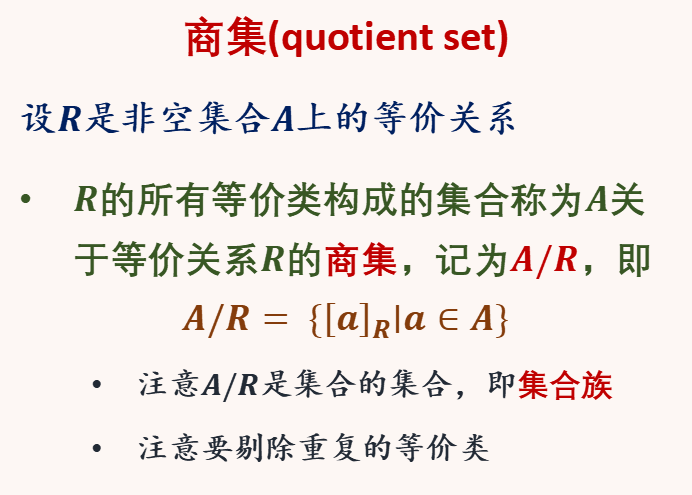 商集(quotient set)
设R是非空集合A上的等价关系
• R的所有等价类构成的集合称为A关
于等价关系R的商集，记为A/R，即
A/R = {[a]_R|a ∈ A}
• 注意A/R是集合的集合，即集合族
• 注意要剔除重复的等价类